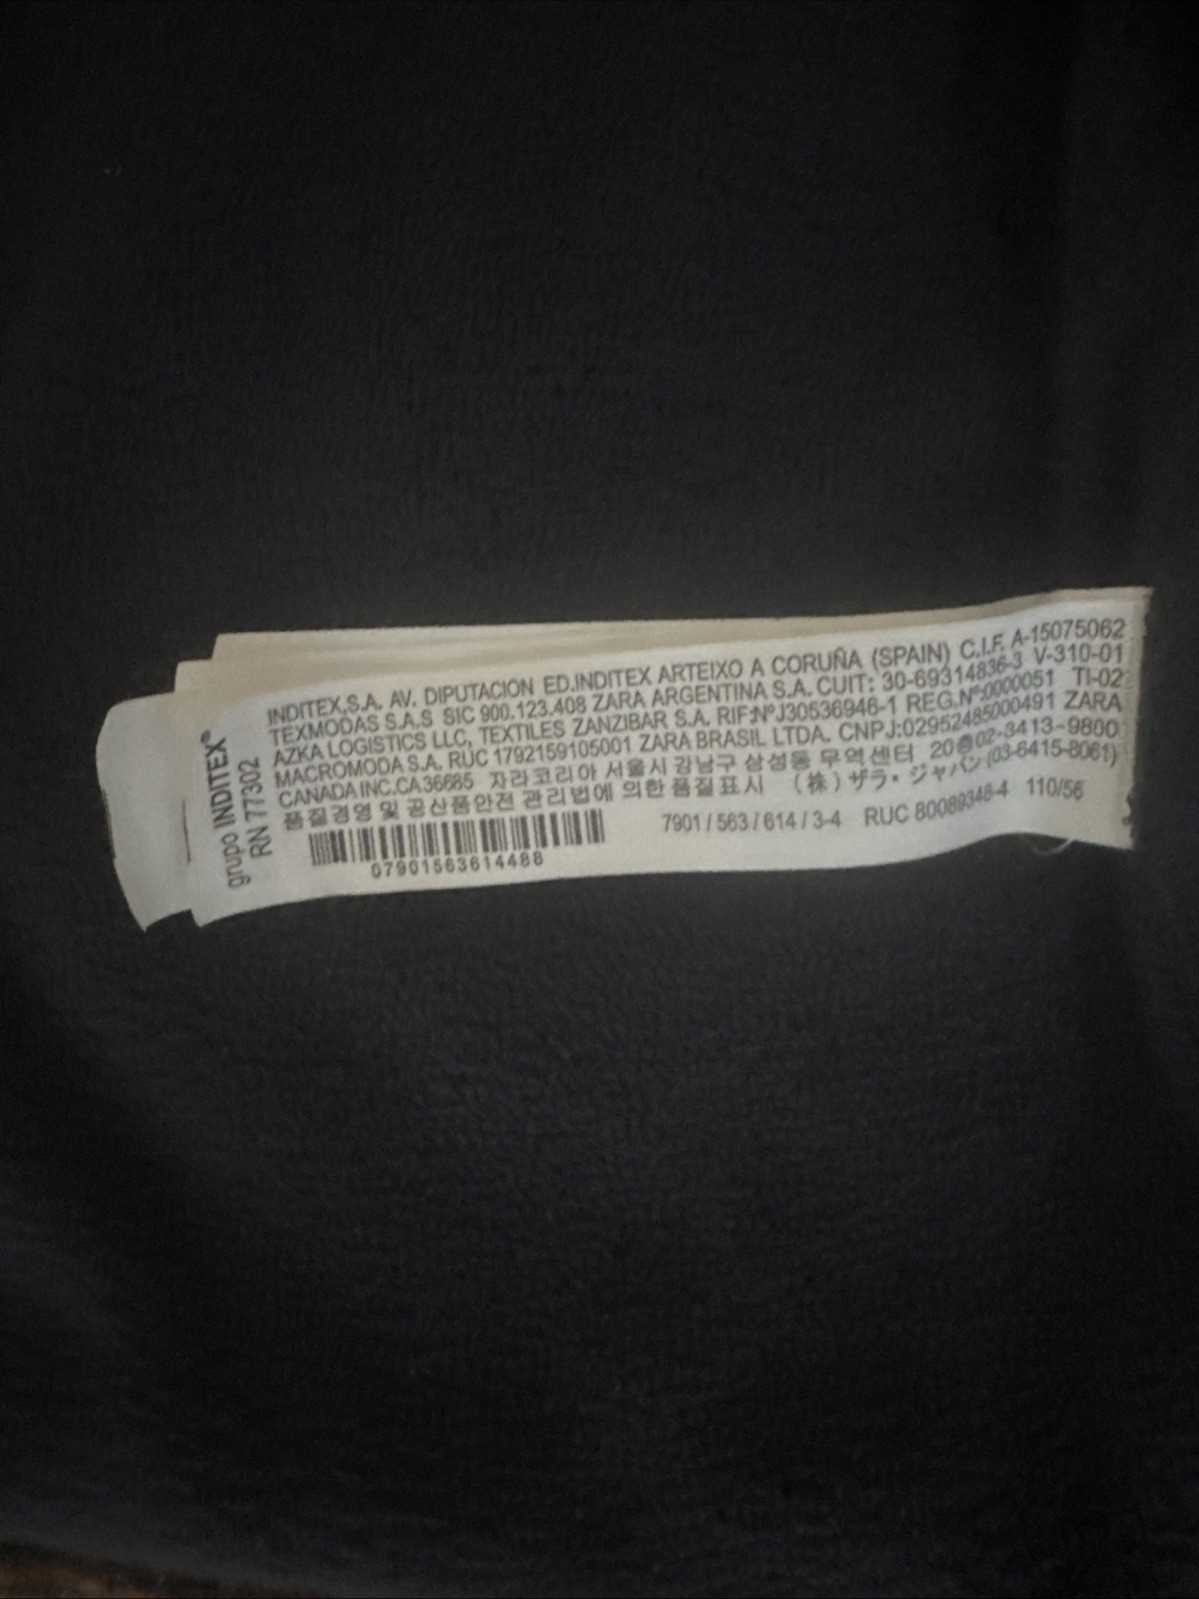 grupo INDITEX®
RN 77302
INDITEX,S.A. AV. DIPUTACION ED.INDITEX ARTEIXO A CORUÑA (SPAIN) C.I.F. A-15075062
TEXMODAS S.A.S SIC 900.123.408 ZARA ARGENTINA S.A. CUIT: 30-69314836-3 V-310-01
AZKA LOGISTICS LLC, TEXTILES ZANZIBAR S.A. RIF:NºJ30536946-1 REG.Nº:0000051 TI-02
MACROMODA S.A. RUC 1792159105001 ZARA BRASIL LTDA. CNPJ:02952485000491 ZARA
CANADA INC.CA36685 자라코리아 서울시 강남구 삼성동 무역센터 20층02-3413-9800
품질경영 및 공산품안전 관리법에 의한 품질표시 (株)ザラ・ジャパン(03-6415-8061)
7901 / 563 / 614 / 3-4 RUC 80089348-4 110/56
07901563614488